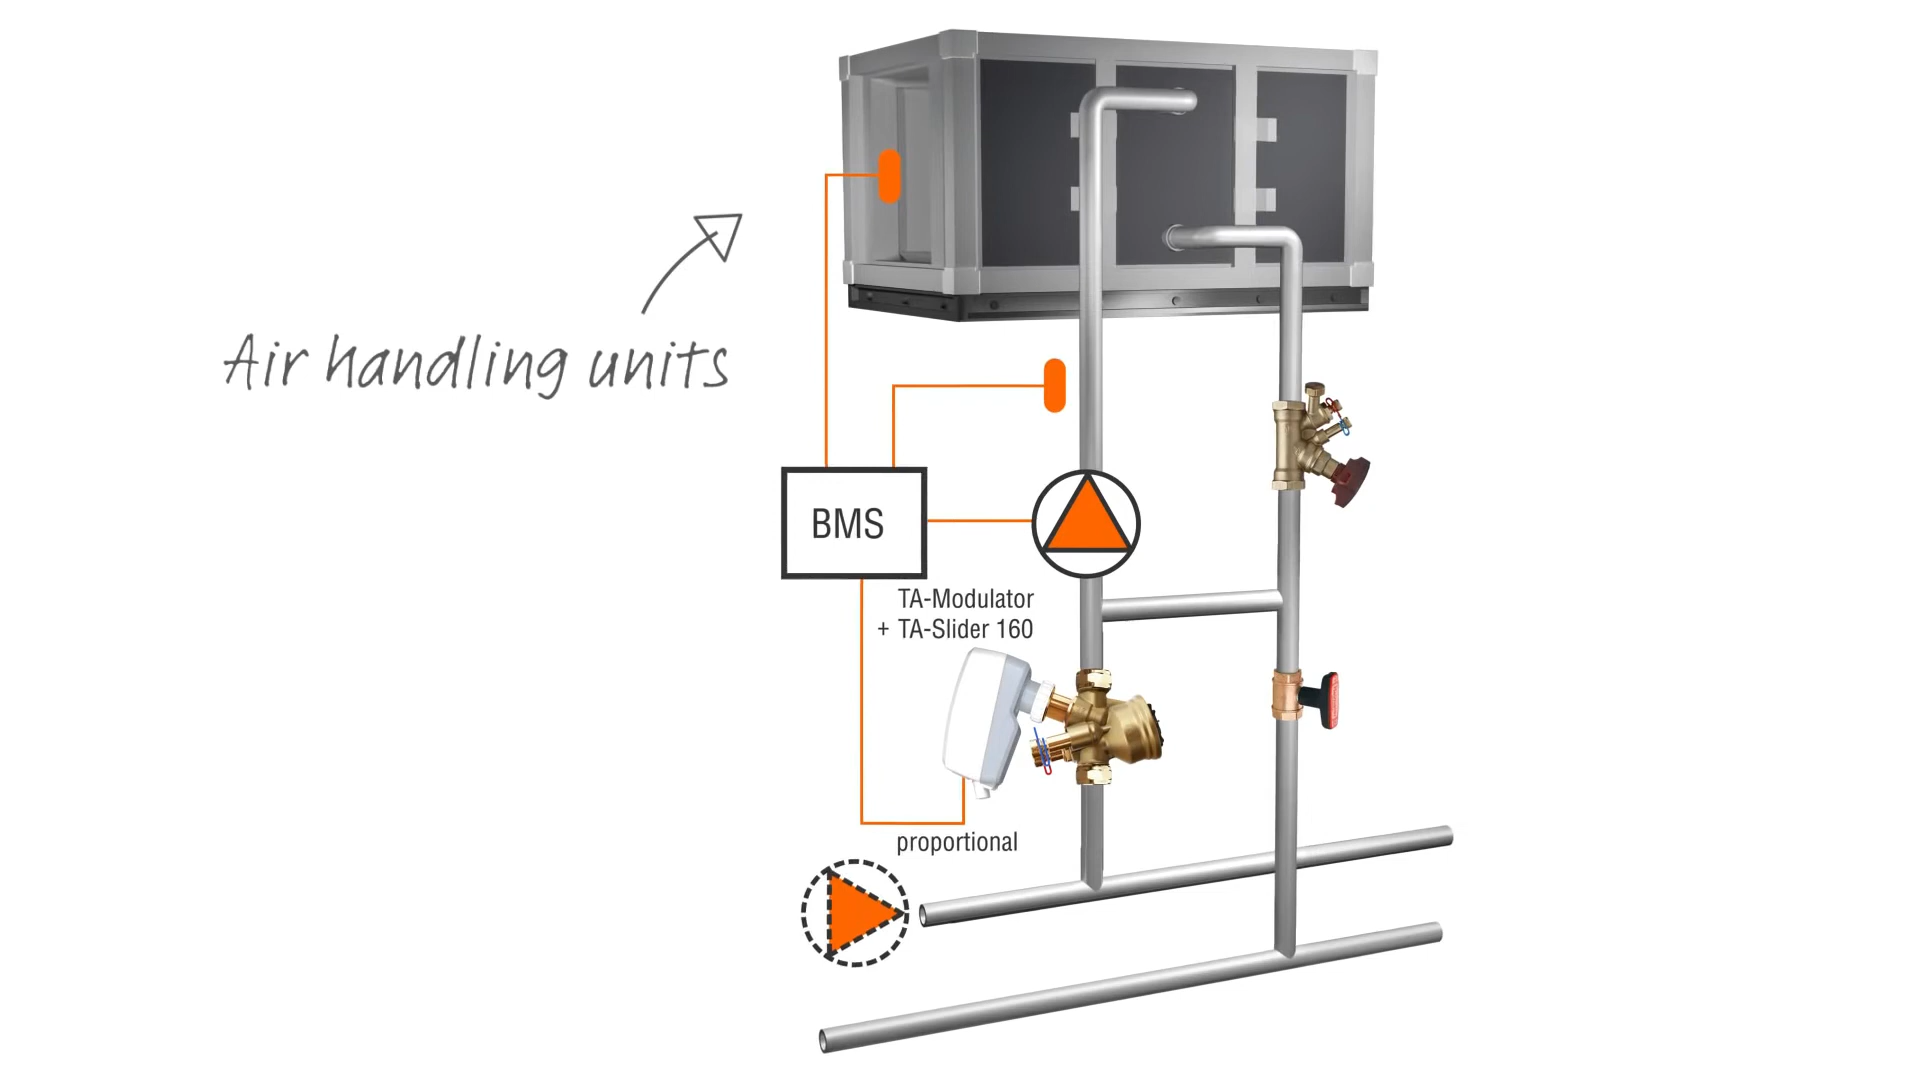 Air handling units
BMS
TA-Modulator
+ TA-Slider 160
proportional